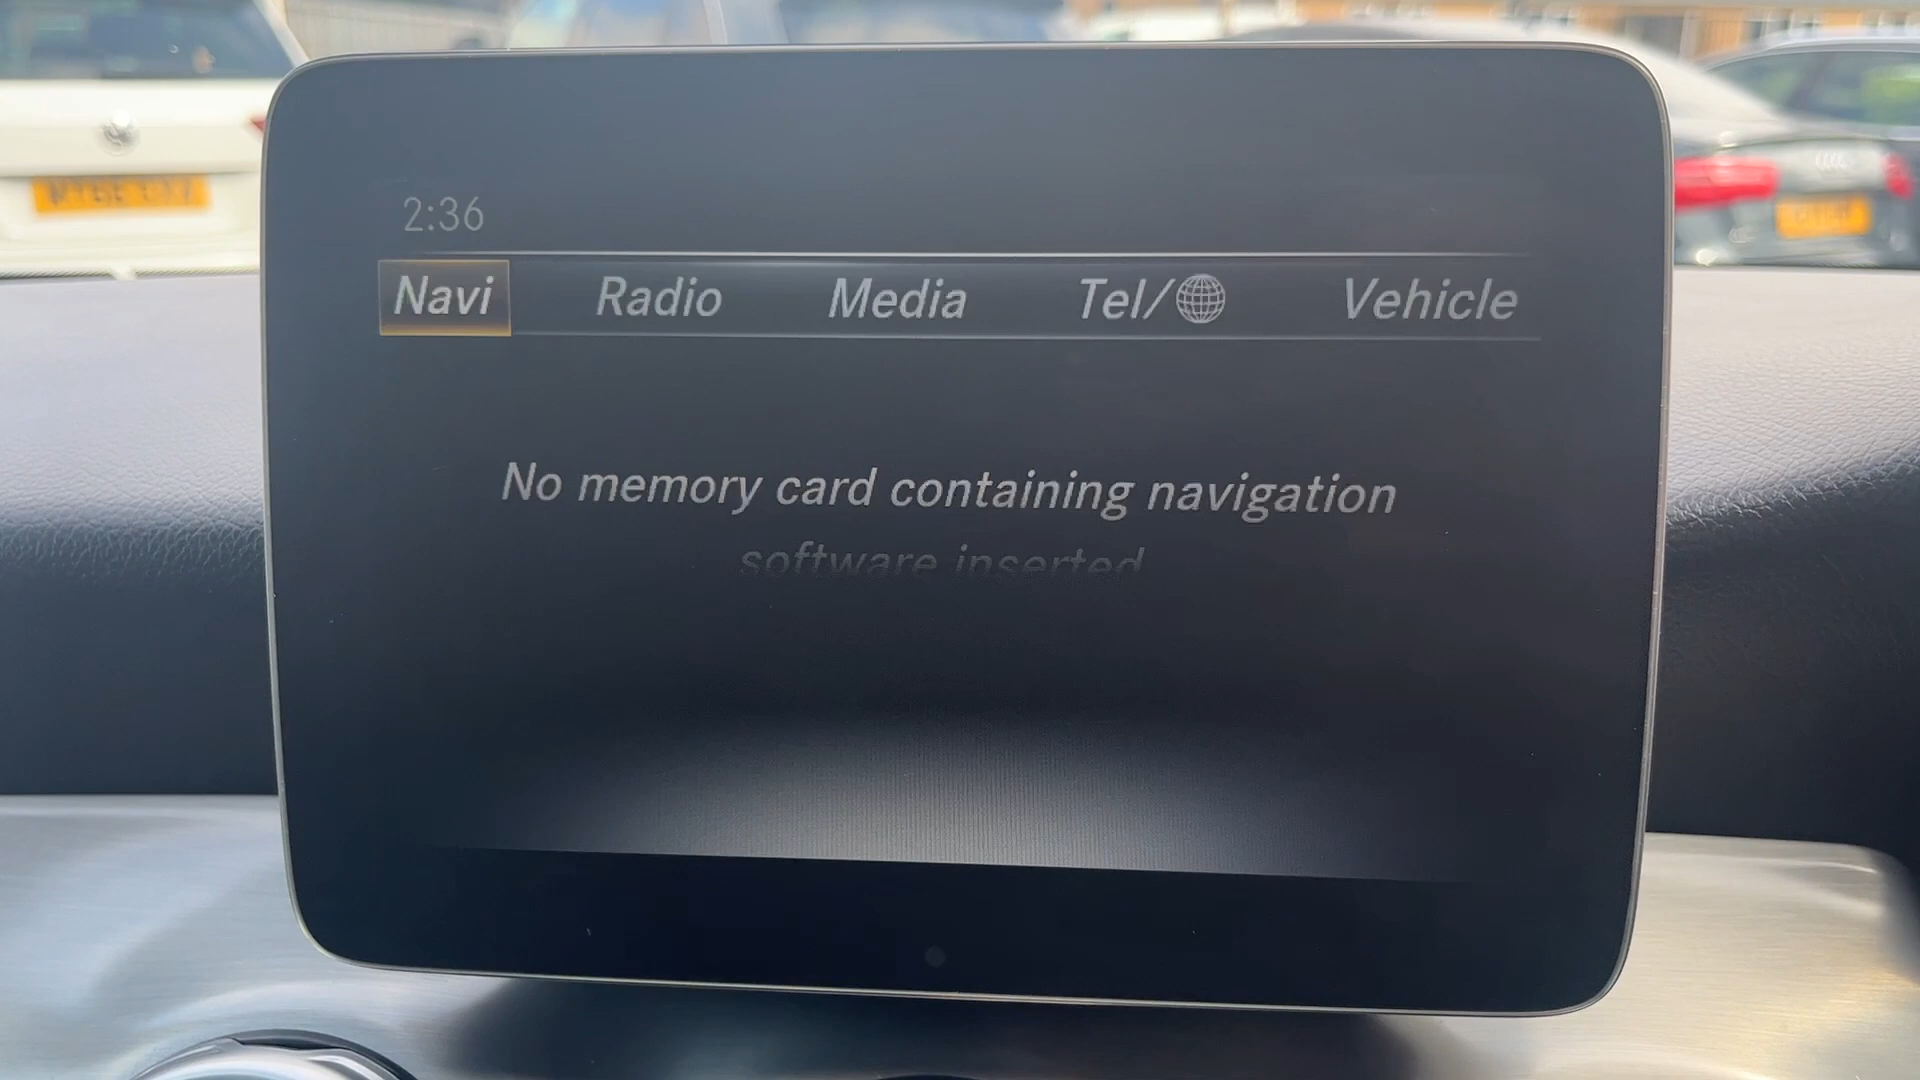 2:36
Navi Radio Media Tel/ Vehicle
No memory card containing navigation
software inserted